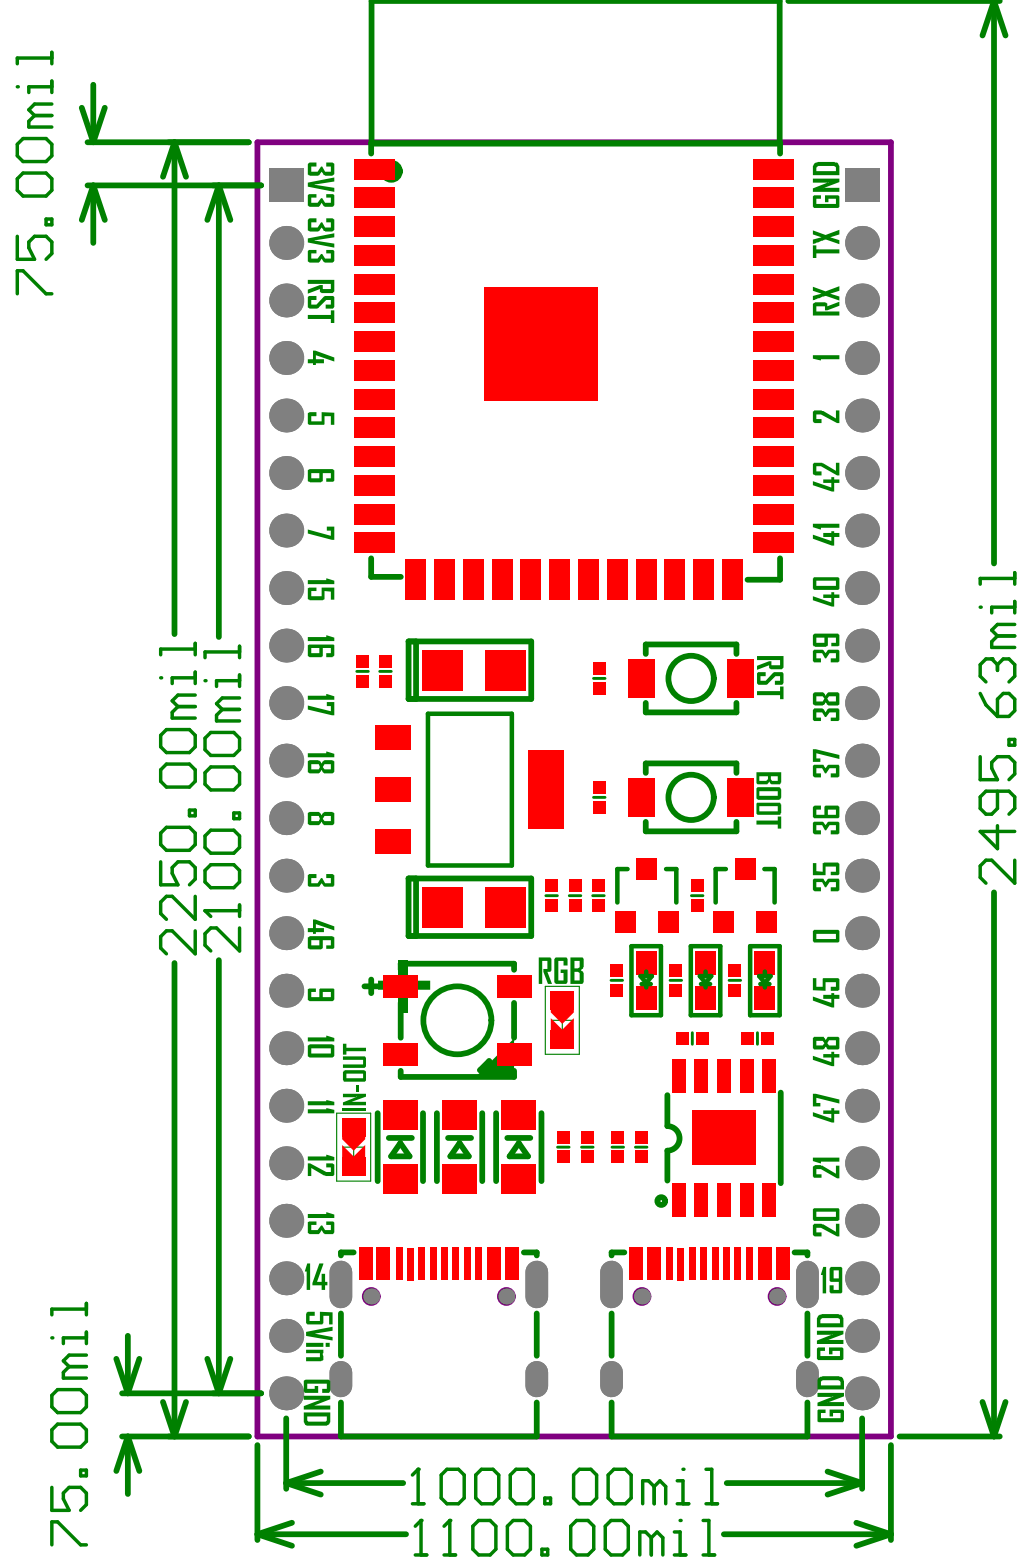 75.00mil
2250.00mil
2100.00mil
75.00mil
2495.63mil
1000.00mil
1100.00mil
3V3
3V3
RST
4
5
6
7
15
16
17
18
8
3
46
9
10
11
12
13
14
5Vin
GND
GND
TX
RX
1
2
42
41
40
39
38
37
36
35
0
45
48
47
21
20
19
GND
GND
RST
BOOT
RGB
IN-OUT
+